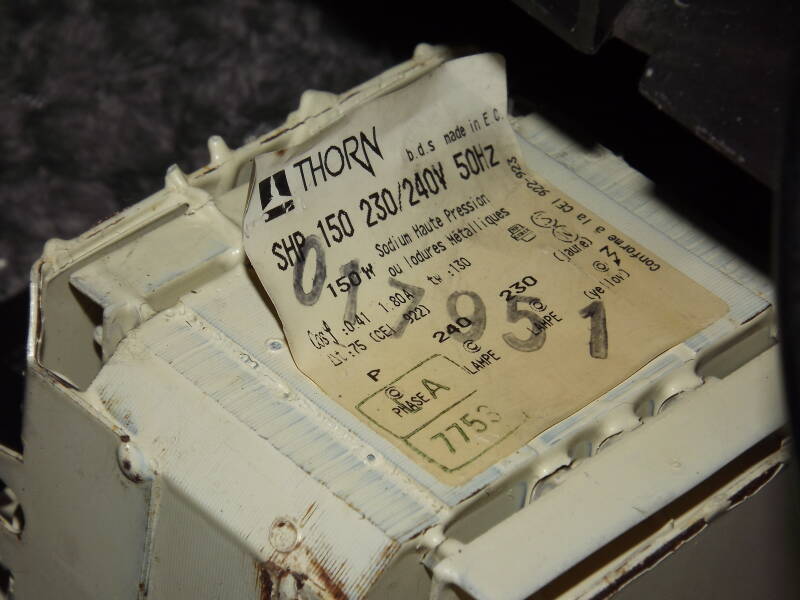 THORN
b.d.s made in E.C.
SHP 150 230/240V 50Hz
150W Sodium Haute Pression
ou Iodures Métalliques
Cosφ :0.41 1.80A tw :130
Δt :75 (CEI 922)
conforme a la CEI 922-923
(jaune)
(yellow)
P 240 230
PHASE LAMPE LAMPE
01 951
A
7753